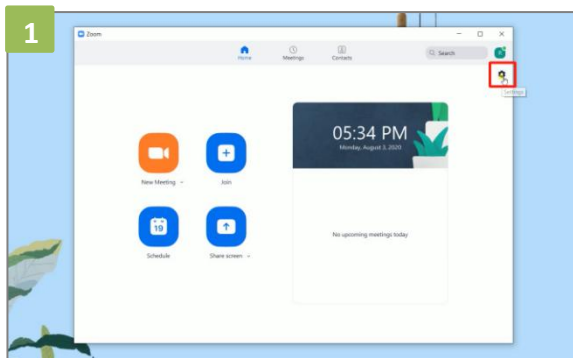 1
Zoom
Home
Meetings
Contacts
Search
Settings
05:34 PM
Monday, August 3, 2020
New Meeting
Join
19
Schedule
Share screen
No upcoming meetings today